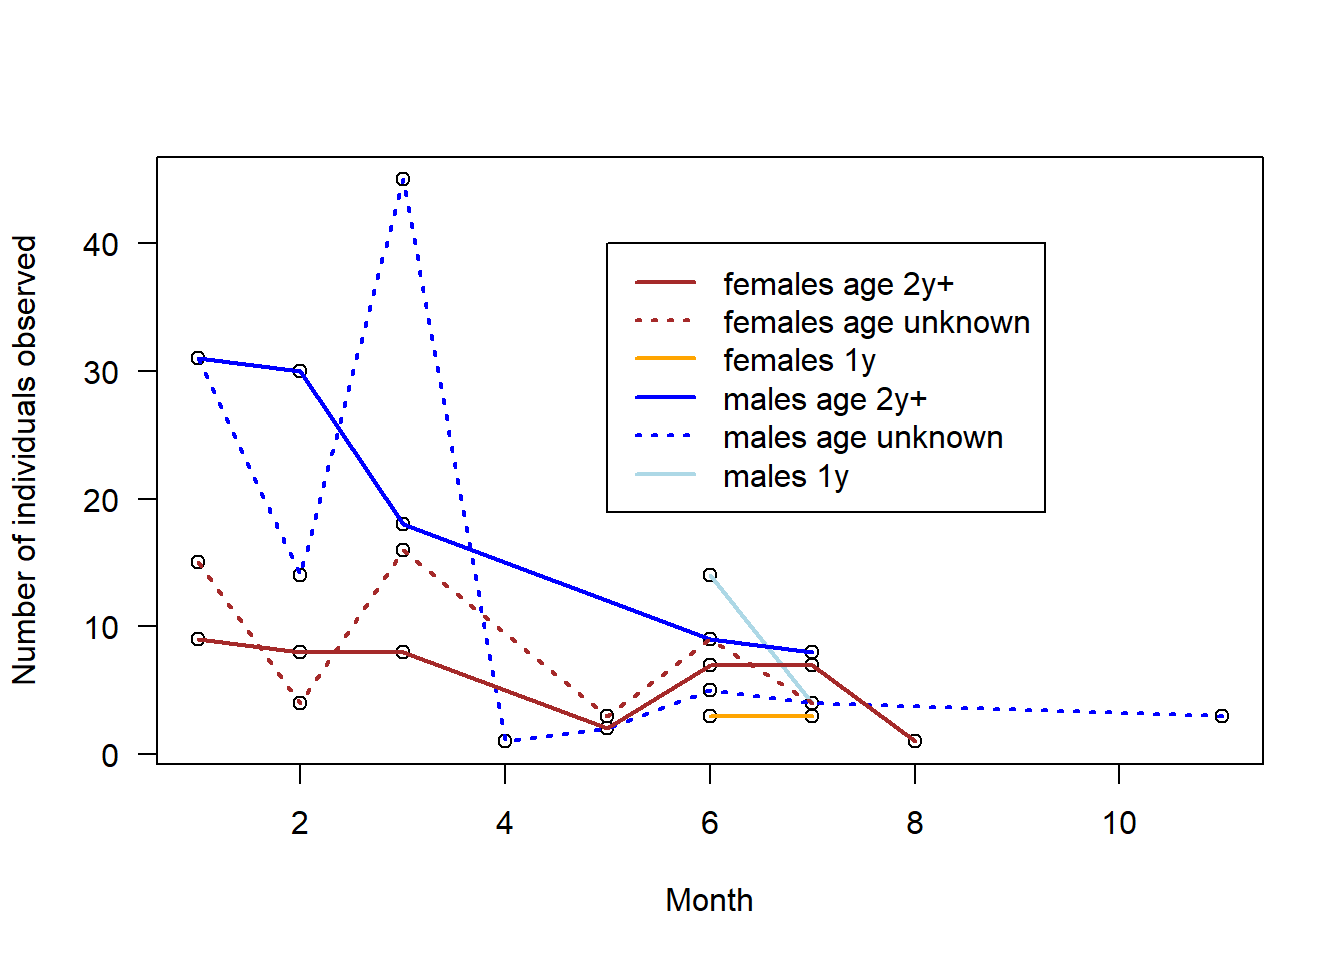 Number of individuals observed
40
30
20
10
0
females age 2y+
females age unknown
females 1y
males age 2y+
males age unknown
males 1y
2 4 6 8 10
Month